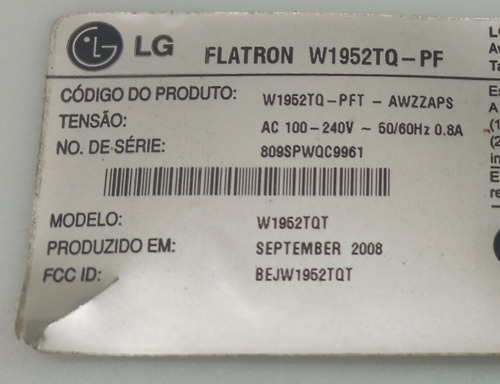 LG FLATRON W1952TQ-PF
CÓDIGO DO PRODUTO: W1952TQ-PFT - AWZZAPS
TENSÃO: AC 100-240V ~ 50/60Hz 0.8A
NO. DE SÉRIE: 809SPWQC9961
MODELO: W1952TQT
PRODUZIDO EM: SEPTEMBER 2008
FCC ID: BEJW1952TQT